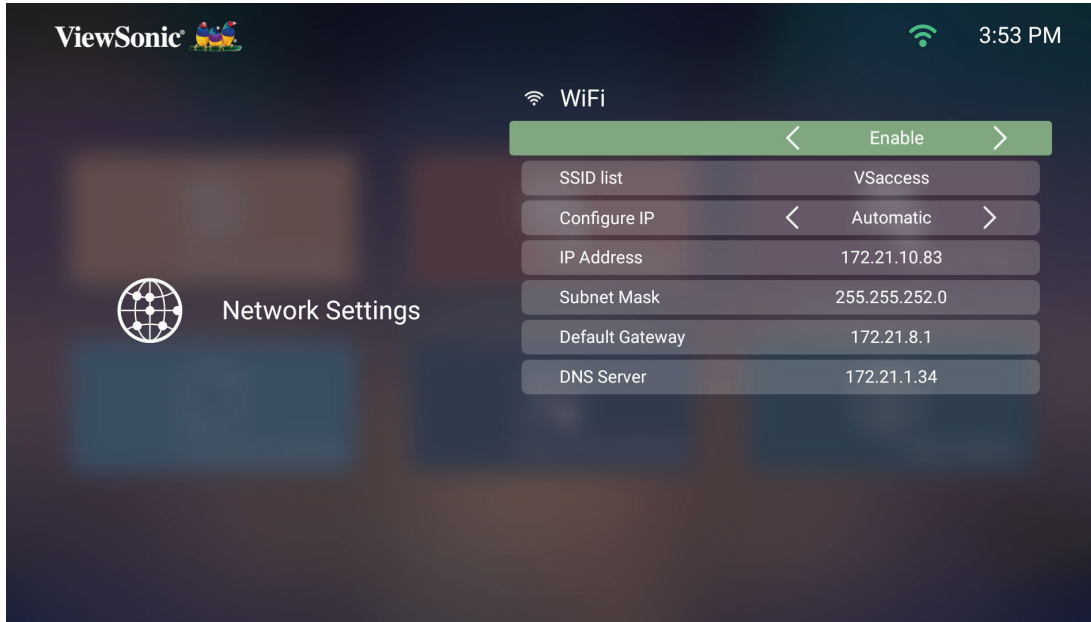 ViewSonic®
3:53 PM
WiFi
Enable
SSID list VSaccess
Configure IP Automatic
IP Address 172.21.10.83
Subnet Mask 255.255.252.0
Default Gateway 172.21.8.1
DNS Server 172.21.1.34
Network Settings